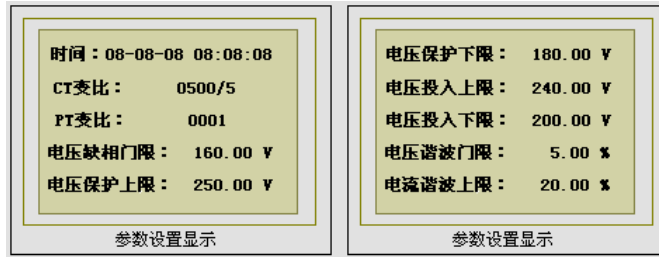 时间：08-08-08 08:08:08
CT变比： 0500/5
PT变比： 0001
电压缺相门限： 160.00 V
电压保护上限： 250.00 V
参数设置显示
电压保护下限： 180.00 V
电压投入上限： 240.00 V
电压投入下限： 200.00 V
电压谐波门限： 5.00 %
电流谐波上限： 20.00 %
参数设置显示